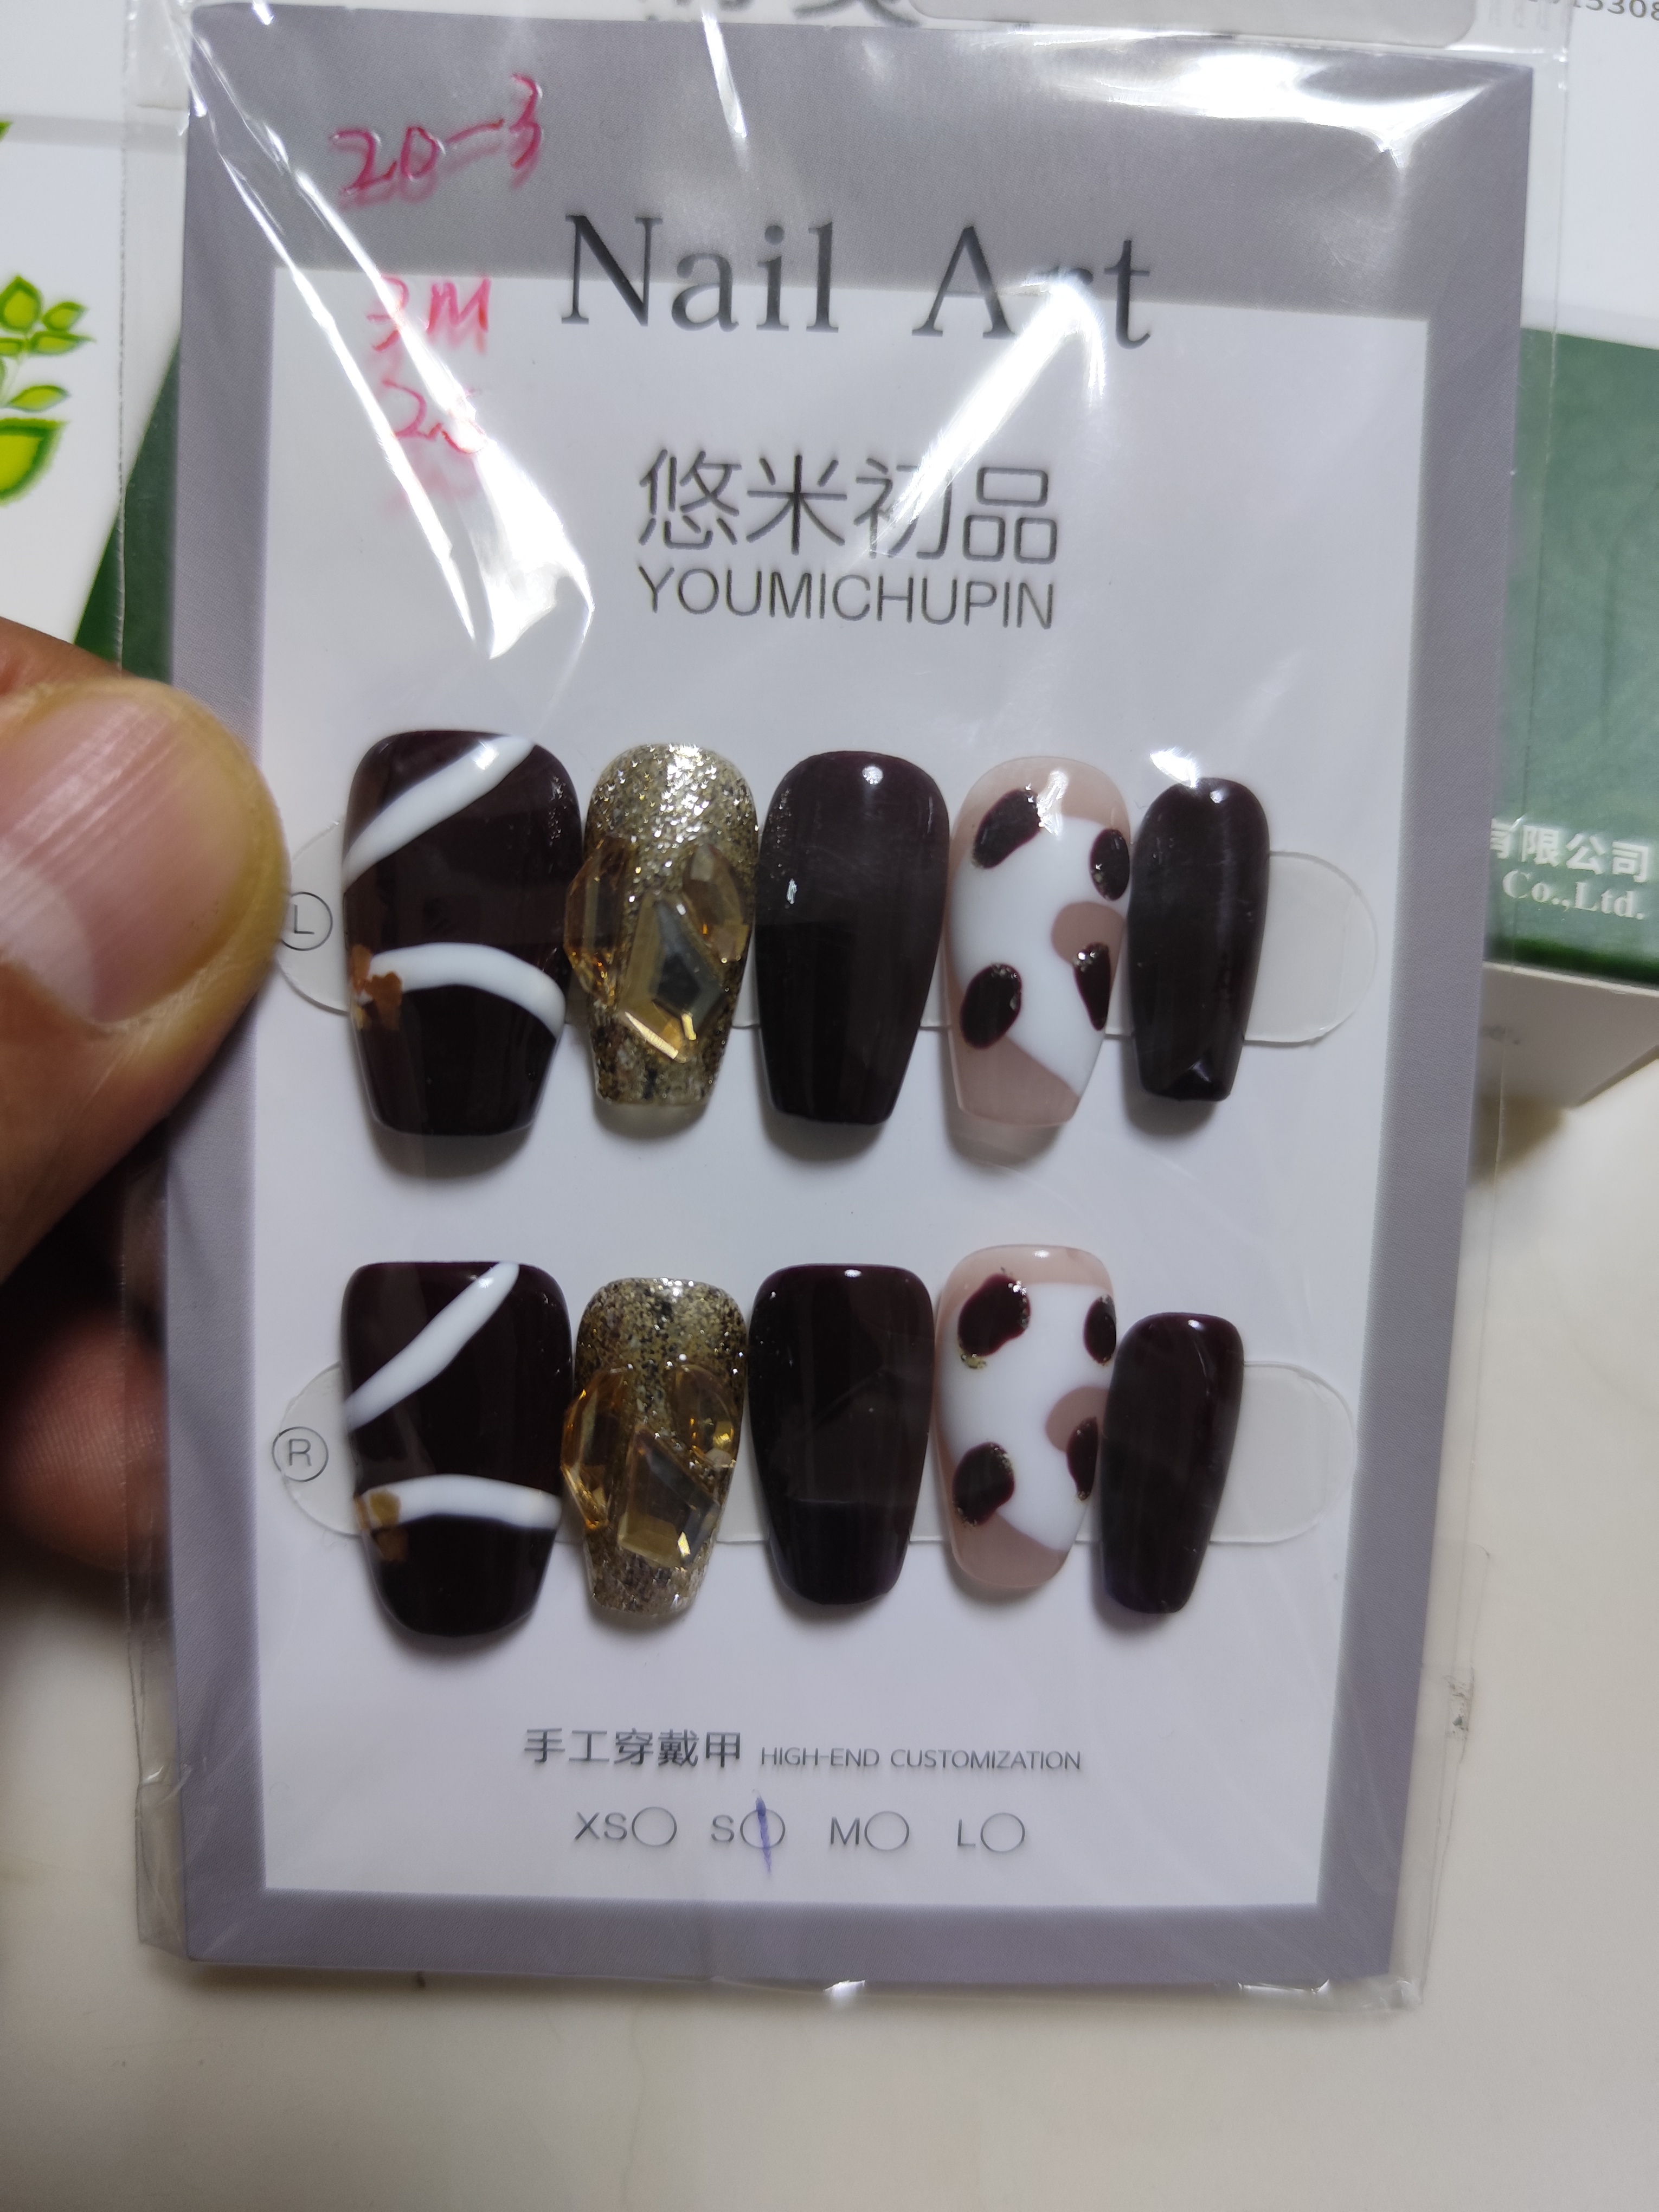 20-3
Nail Art
3M
2S
悠米初品
YOUMICHUPIN
有限公司
Co.,Ltd.
L
R
手工穿戴甲 HIGH-END CUSTOMIZATION
XS S M L